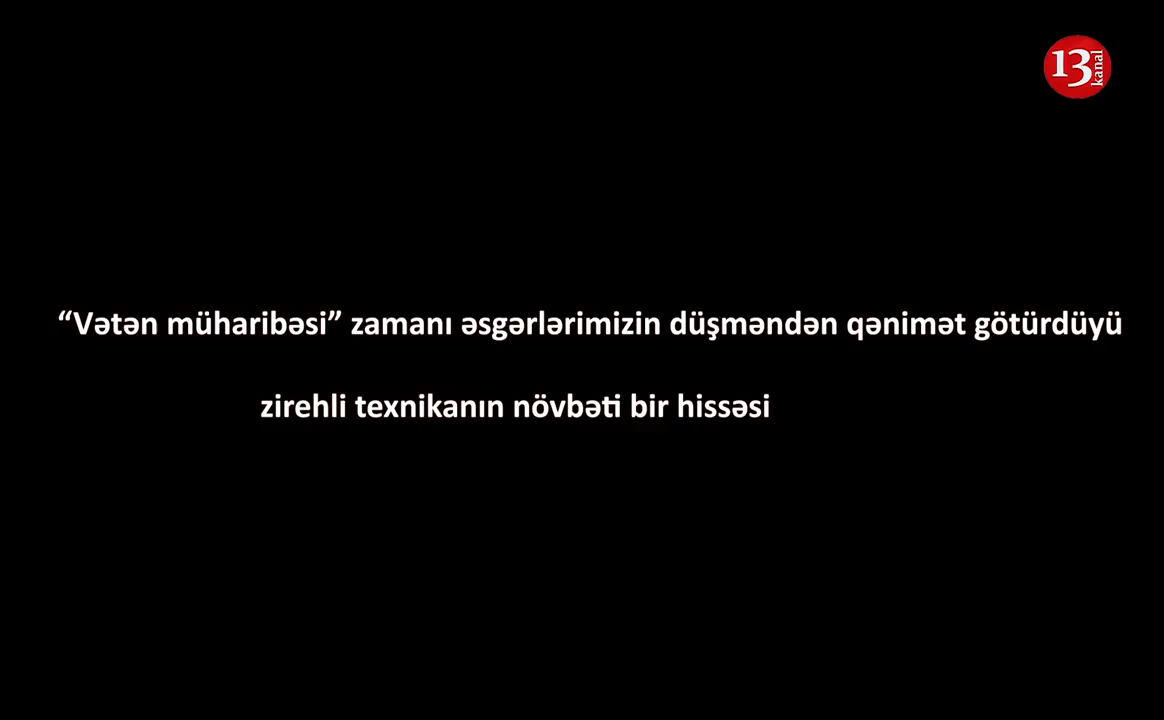 13 kanal
“Vətən müharibəsi” zamanı əsgərlərimizin düşməndən qənimət götürdüyü
zirehli texnikanın növbəti bir hissəsi